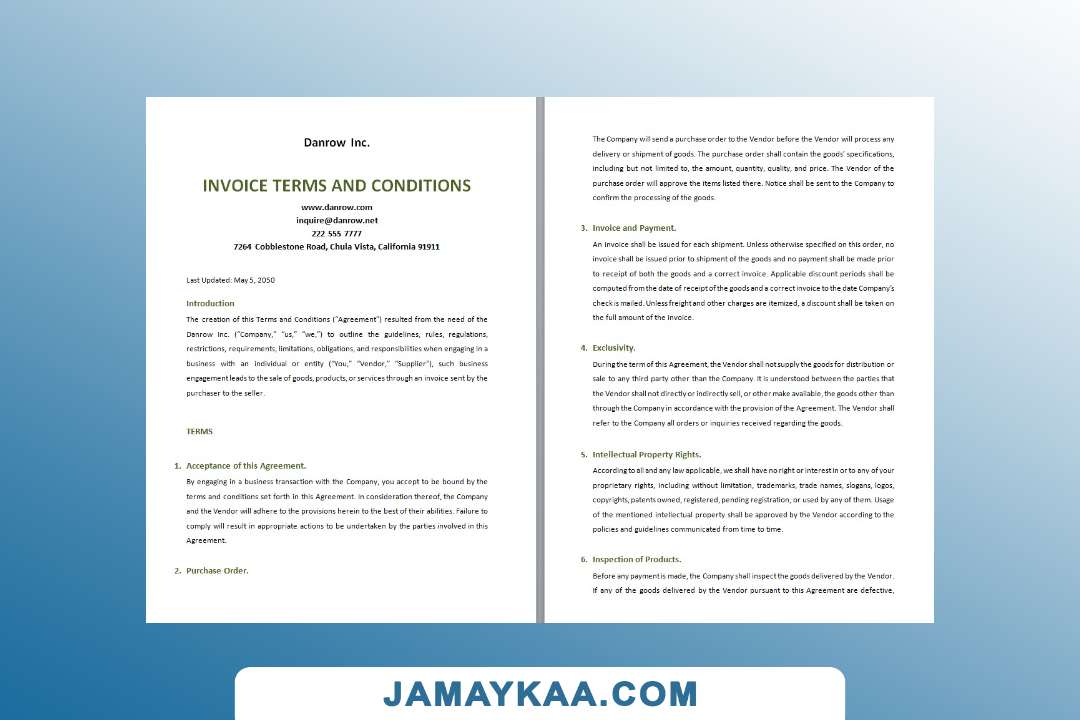 Danrow Inc.
INVOICE TERMS AND CONDITIONS
www.danrow.com
inquire@danrow.net
222 555 7777
7264 Cobblestone Road, Chula Vista, California 91911
Last Updated: May 5, 2050
Introduction
The creation of this Terms and Conditions (“Agreement”) resulted from the need of the
Danrow Inc. (“Company,” “us,” “we,”) to outline the guidelines, rules, regulations,
restrictions, requirements, limitations, obligations, and responsibilities when engaging in a
business with an individual or entity (“You,” “Vendor,” “Supplier”), such business
engagement leads to the sale of goods, products, or services through an invoice sent by the
purchaser to the seller.
TERMS
1. Acceptance of this Agreement.
By engaging in a business transaction with the Company, you accept to be bound by the
terms and conditions set forth in this Agreement. In consideration thereof, the Company
and the Vendor will adhere to the provisions herein to the best of their abilities. Failure to
comply will result in appropriate actions to be undertaken by the parties involved in this
Agreement.
2. Purchase Order.
The Company will send a purchase order to the Vendor before the Vendor will process any
delivery or shipment of goods. The purchase order shall contain the goods’ specifications,
including but not limited to, the amount, quantity, quality, and price. The Vendor of the
purchase order will approve the items listed there. Notice shall be sent to the Company to
confirm the processing of the goods.
3. Invoice and Payment.
An invoice shall be issued for each shipment. Unless otherwise specified on this order, no
invoice shall be issued prior to shipment of the goods and no payment shall be made prior
to receipt of both the goods and a correct invoice. Applicable discount periods shall be
computed from the date of receipt of the goods and a correct invoice to the date Company’s
check is mailed. Unless freight and other charges are itemized, a discount shall be taken on
the full amount of the invoice.
4. Exclusivity.
During the term of this Agreement, the Vendor shall not supply the goods for distribution or
sale to any third party other than the Company. It is understood between the parties that
the Vendor shall not directly or indirectly sell, or other make available, the goods other than
through the Company in accordance with the provision of the Agreement. The Vendor shall
refer to the Company all orders or inquiries received regarding the goods.
5. Intellectual Property Rights.
According to all and any law applicable, we shall have no right or interest in or to any of your
proprietary rights, including without limitation, trademarks, trade names, slogans, logos,
copyrights, patents owned, registered, pending registration, or used by any of them. Usage
of the mentioned intellectual property shall be approved by the Vendor according to the
policies and guidelines communicated from time to time.
6. Inspection of Products.
Before any payment is made, the Company shall inspect the goods delivered by the Vendor.
If any of the goods delivered by the Vendor pursuant to this Agreement are defective,
JAMAYKAA.COM